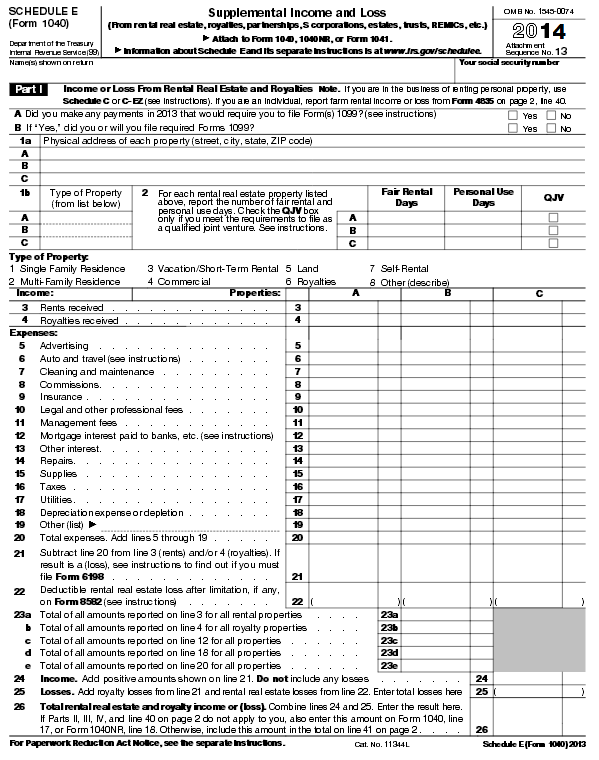 SCHEDULE E
(Form 1040)
Department of the Treasury
Internal Revenue Service (99)
Supplemental Income and Loss
(From rental real estate, royalties, partnerships, S corporations, estates, trusts, REMICs, etc.)
▶ Attach to Form 1040, 1040NR, or Form 1041.
▶ Information about Schedule E and its separate instructions is at www.irs.gov/schedulee.
OMB No. 1545-0074
2014
Attachment
Sequence No. 13
Name(s) shown on return
Your social security number
Part I Income or Loss From Rental Real Estate and Royalties Note. If you are in the business of renting personal property, use
Schedule C or C-EZ (see instructions). If you are an individual, report farm rental income or loss from Form 4835 on page 2, line 40.
A Did you make any payments in 2013 that would require you to file Form(s) 1099? (see instructions) Yes No
B If "Yes," did you or will you file required Forms 1099? Yes No
1a Physical address of each property (street, city, state, ZIP code)
A
B
C
1b Type of Property
(from list below)
A
B
C
2 For each rental real estate property listed
above, report the number of fair rental and
personal use days. Check the QJV box
only if you meet the requirements to file as
a qualified joint venture. See instructions.
Fair Rental
Days
Personal Use
Days
QJV
A
B
C
Type of Property:
1 Single Family Residence 3 Vacation/Short-Term Rental 5 Land 7 Self-Rental
2 Multi-Family Residence 4 Commercial 6 Royalties 8 Other (describe)
Income: Properties: A B C
3 Rents received . . . . . . . . . . . . . 3
4 Royalties received . . . . . . . . . . . . 4
Expenses:
5 Advertising . . . . . . . . . . . . . . 5
6 Auto and travel (see instructions) . . . . . . . 6
7 Cleaning and maintenance . . . . . . . . . 7
8 Commissions. . . . . . . . . . . . . . 8
9 Insurance . . . . . . . . . . . . . . . 9
10 Legal and other professional fees . . . . . . . 10
11 Management fees . . . . . . . . . . . . 11
12 Mortgage interest paid to banks, etc. (see instructions) 12
13 Other interest. . . . . . . . . . . . . . 13
14 Repairs. . . . . . . . . . . . . . . . 14
15 Supplies . . . . . . . . . . . . . . . 15
16 Taxes . . . . . . . . . . . . . . . . 16
17 Utilities. . . . . . . . . . . . . . . . 17
18 Depreciation expense or depletion . . . . . . . 18
19 Other (list) ▶ 19
20 Total expenses. Add lines 5 through 19 . . . . . 20
21 Subtract line 20 from line 3 (rents) and/or 4 (royalties). If
result is a (loss), see instructions to find out if you must
file Form 6198 . . . . . . . . . . . . . 21
22 Deductible rental real estate loss after limitation, if any,
on Form 8582 (see instructions) . . . . . . . 22 ( )( )( )
23a Total of all amounts reported on line 3 for all rental properties . . . . 23a
b Total of all amounts reported on line 4 for all royalty properties . . . . 23b
c Total of all amounts reported on line 12 for all properties . . . . . . 23c
d Total of all amounts reported on line 18 for all properties . . . . . . 23d
e Total of all amounts reported on line 20 for all properties . . . . . . 23e
24 Income. Add positive amounts shown on line 21. Do not include any losses . . . . . . . 24
25 Losses. Add royalty losses from line 21 and rental real estate losses from line 22. Enter total losses here 25 ( )
26 Total rental real estate and royalty income or (loss). Combine lines 24 and 25. Enter the result here.
If Parts II, III, IV, and line 40 on page 2 do not apply to you, also enter this amount on Form 1040, line
17, or Form 1040NR, line 18. Otherwise, include this amount in the total on line 41 on page 2 . . . . 26
For Paperwork Reduction Act Notice, see the separate instructions. Cat. No. 11344L Schedule E (Form 1040) 2013